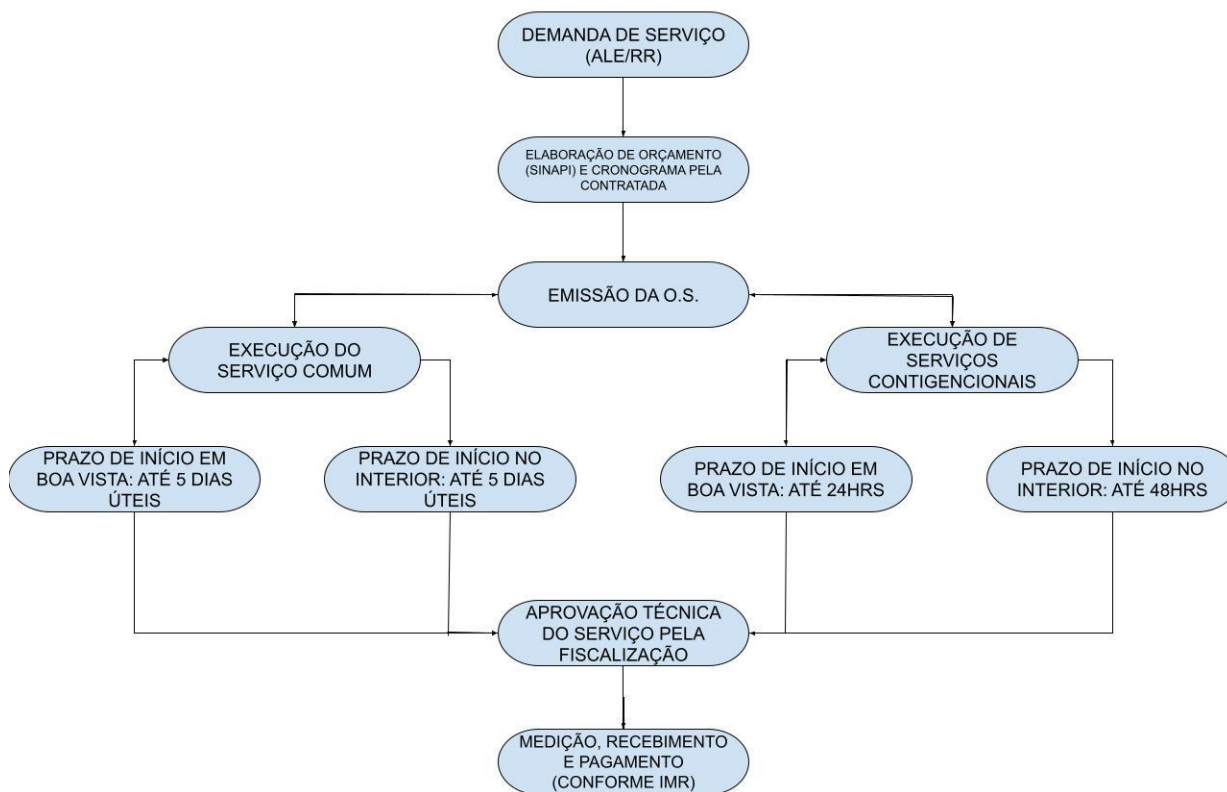 DEMANDA DE SERVIÇO
(ALE/RR)
ELABORAÇÃO DE ORÇAMENTO
(SINAPI) E CRONOGRAMA PELA
CONTRATADA
EMISSÃO DA O.S.
EXECUÇÃO DO
SERVIÇO COMUM
EXECUÇÃO DE
SERVIÇOS
CONTIGENCIONAIS
PRAZO DE INÍCIO EM
BOA VISTA: ATÉ 5 DIAS
ÚTEIS
PRAZO DE INÍCIO NO
INTERIOR: ATÉ 5 DIAS
ÚTEIS
PRAZO DE INÍCIO EM
BOA VISTA: ATÉ 24HRS
PRAZO DE INÍCIO NO
INTERIOR: ATÉ 48HRS
APROVAÇÃO TÉCNICA
DO SERVIÇO PELA
FISCALIZAÇÃO
MEDIÇÃO, RECEBIMENTO
E PAGAMENTO
(CONFORME IMR)